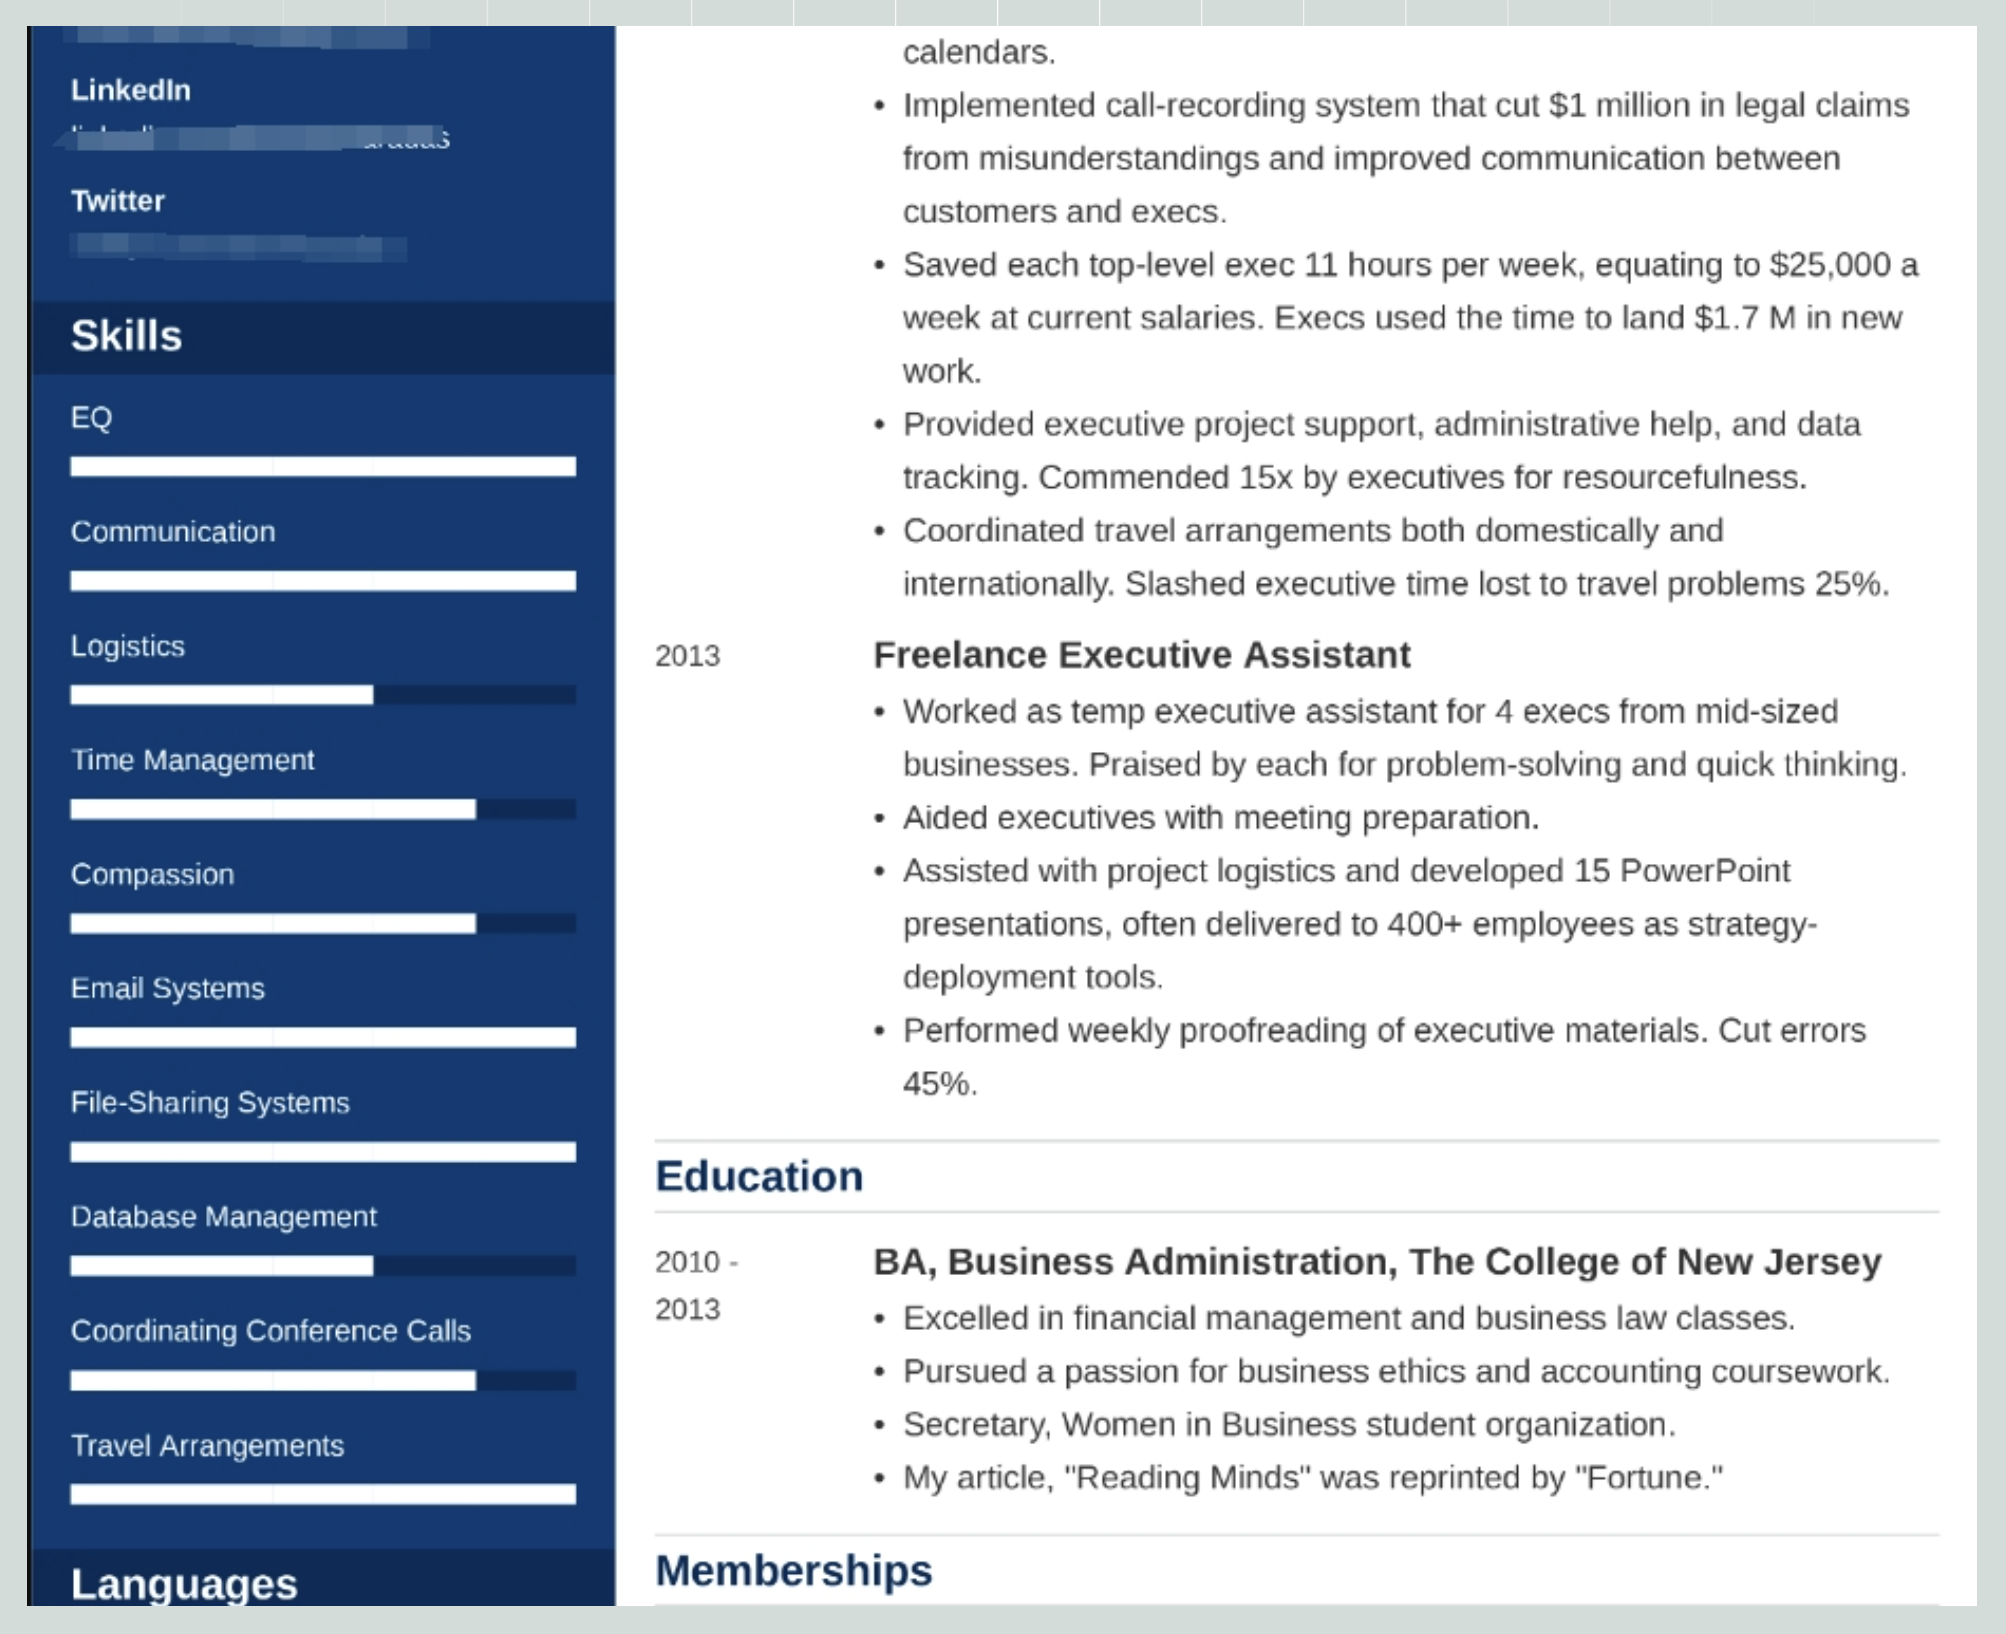 LinkedIn
Twitter
Skills
EQ
Communication
Logistics
Time Management
Compassion
Email Systems
File-Sharing Systems
Database Management
Coordinating Conference Calls
Travel Arrangements
Languages
calendars.
• Implemented call-recording system that cut $1 million in legal claims
from misunderstandings and improved communication between
customers and execs.
• Saved each top-level exec 11 hours per week, equating to $25,000 a
week at current salaries. Execs used the time to land $1.7 M in new
work.
• Provided executive project support, administrative help, and data
tracking. Commended 15x by executives for resourcefulness.
• Coordinated travel arrangements both domestically and
internationally. Slashed executive time lost to travel problems 25%.
2013 Freelance Executive Assistant
• Worked as temp executive assistant for 4 execs from mid-sized
businesses. Praised by each for problem-solving and quick thinking.
• Aided executives with meeting preparation.
• Assisted with project logistics and developed 15 PowerPoint
presentations, often delivered to 400+ employees as strategy-
deployment tools.
• Performed weekly proofreading of executive materials. Cut errors
45%.
Education
2010 - BA, Business Administration, The College of New Jersey
2013 • Excelled in financial management and business law classes.
• Pursued a passion for business ethics and accounting coursework.
• Secretary, Women in Business student organization.
• My article, "Reading Minds" was reprinted by "Fortune."
Memberships